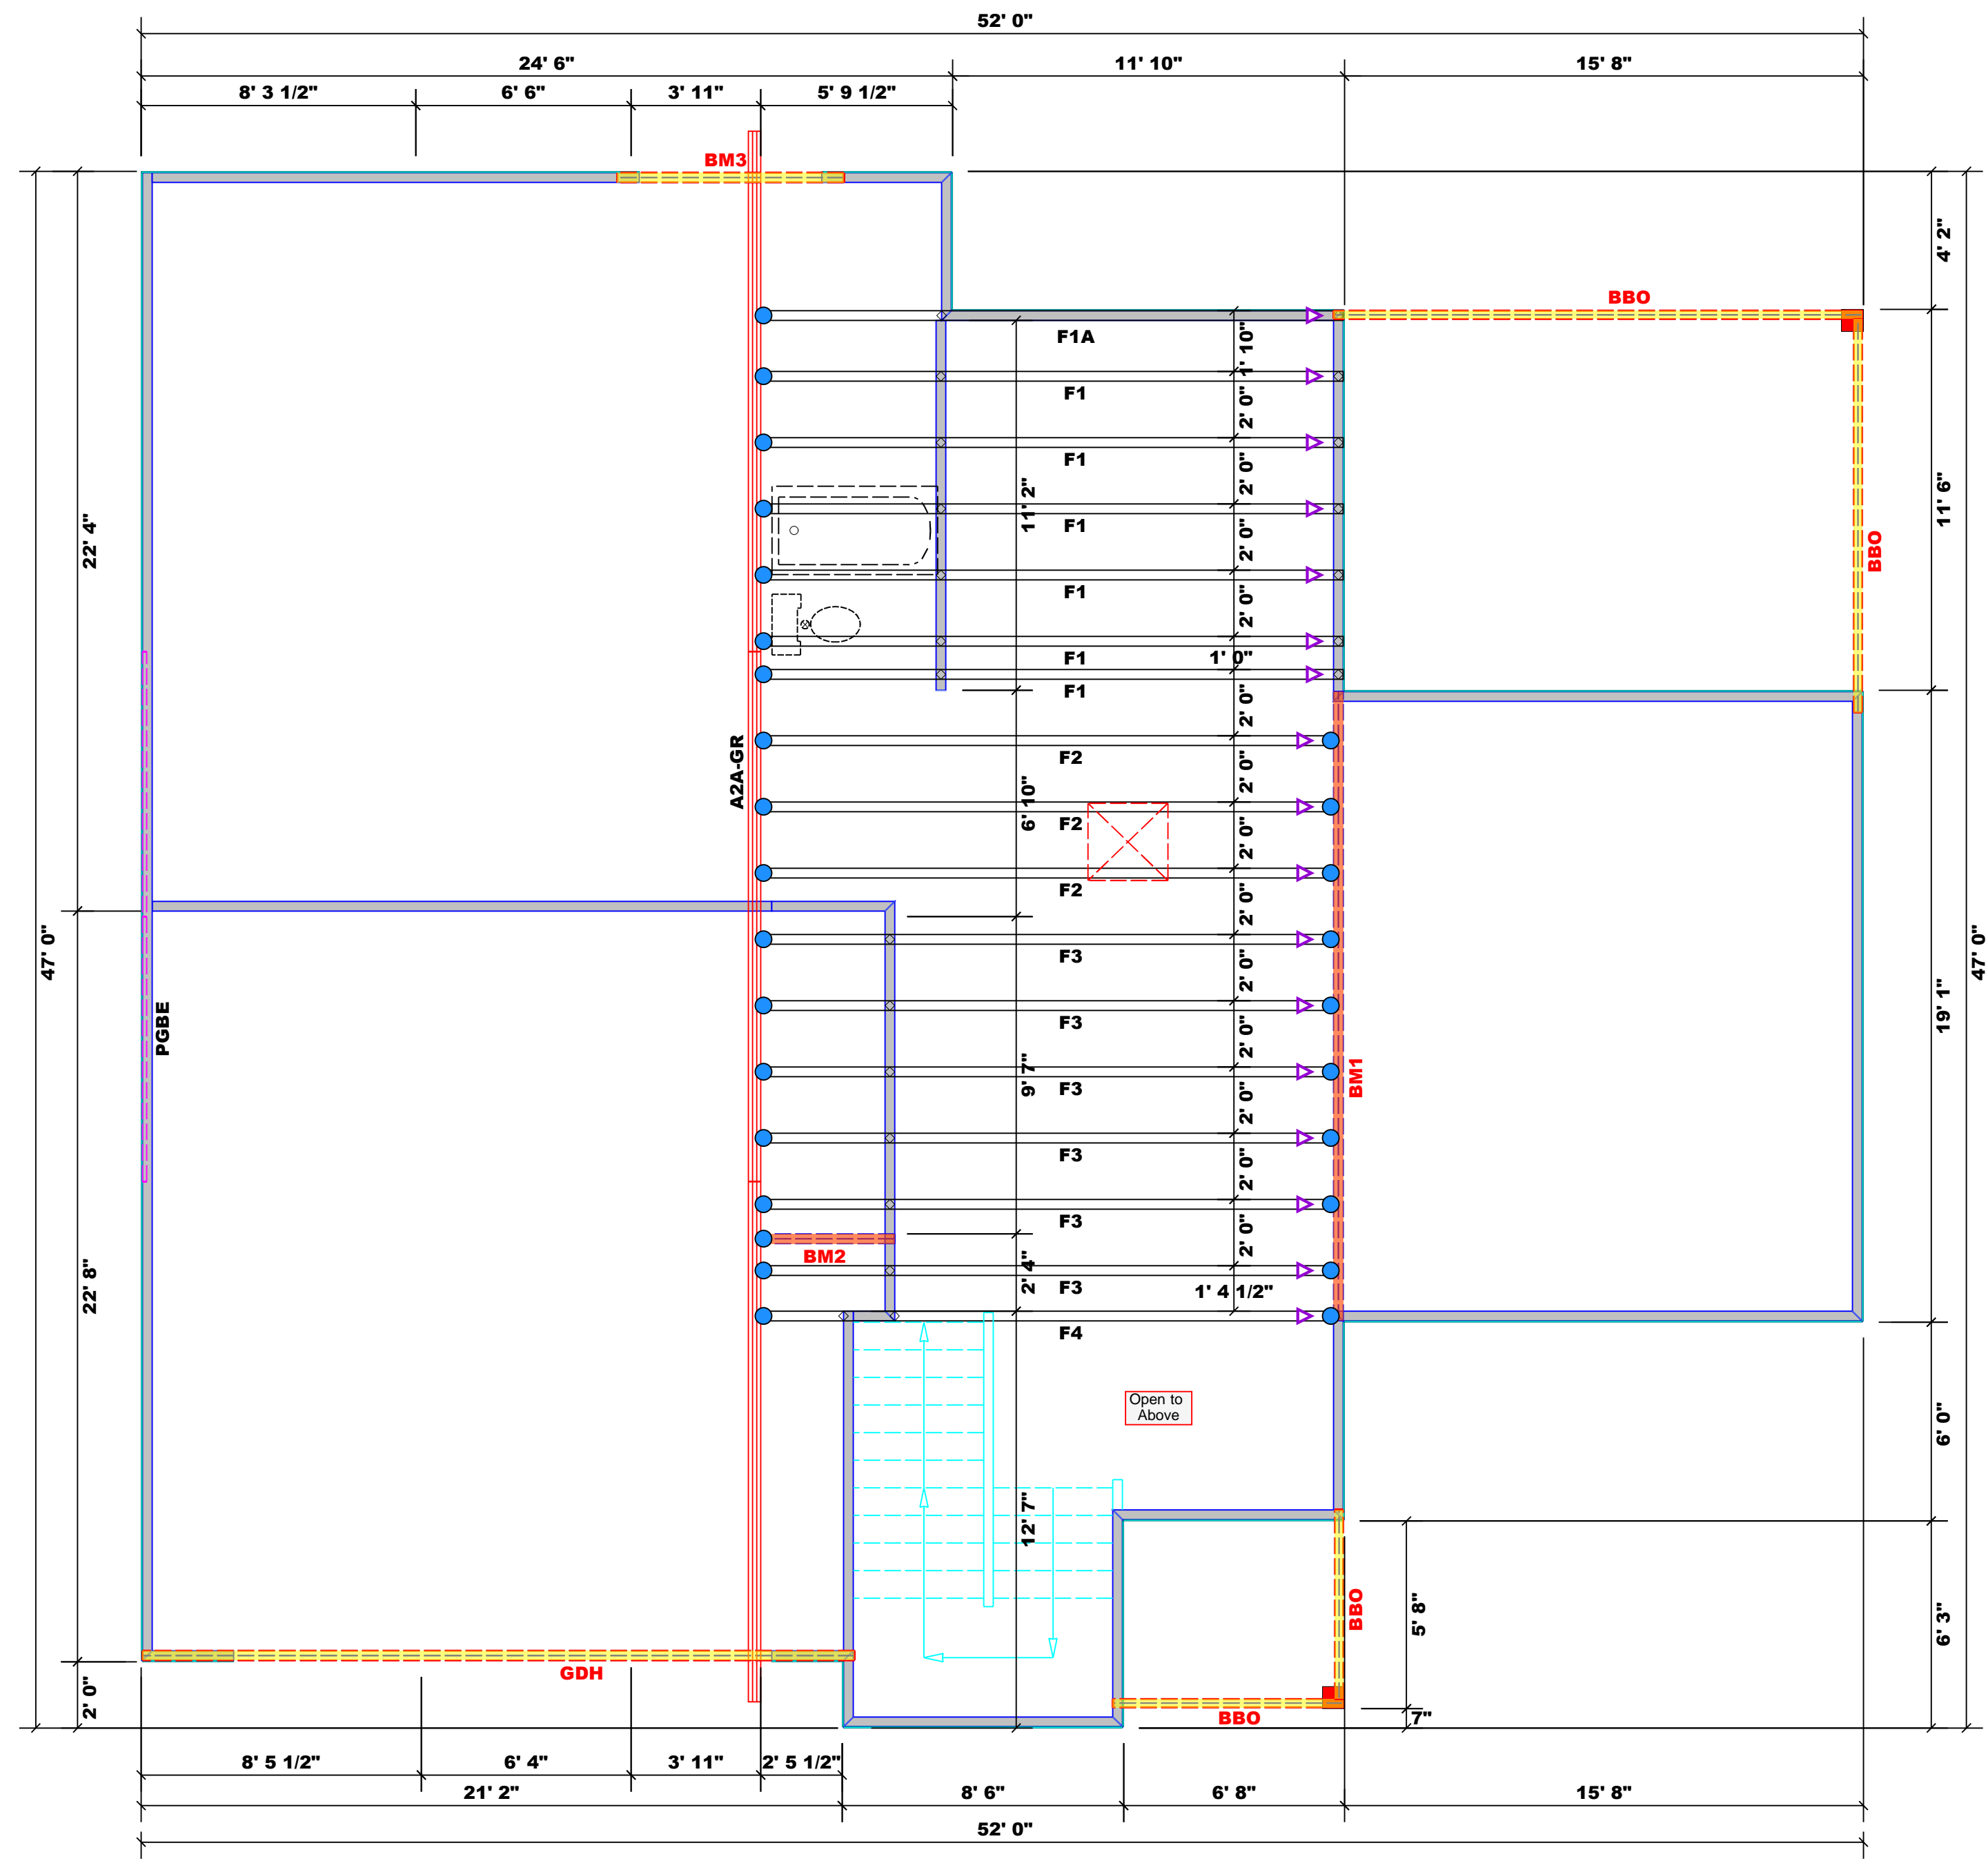 52' 0"
24' 6"
11' 10"
15' 8"
8' 3 1/2"
6' 6"
3' 11"
5' 9 1/2"
BM3
4' 2"
BBO
F1A
1' 10"
F1
2' 0"
F1
2' 0"
11' 2"
F1
2' 0"
22' 4"
11' 6"
BBO
F1
2' 0"
F1
1' 0"
F1
2' 0"
A2A-GR
F2
2' 0"
6' 10"
F2
2' 0"
F2
2' 0"
47' 0"
47' 0"
F3
2' 0"
19' 1"
PGBE
F3
2' 0"
9' 7"
BM1
F3
2' 0"
F3
2' 0"
F3
2' 0"
BM2
22' 8"
2' 4"
F3
1' 4 1/2"
F4
Open to
Above
6' 0"
12' 7"
BBO
5' 8"
6' 3"
GDH
2' 0"
BBO
7"
8' 5 1/2"
6' 4"
3' 11"
2' 5 1/2"
21' 2"
8' 6"
6' 8"
15' 8"
52' 0"